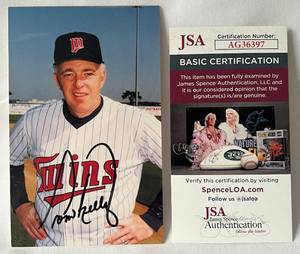 Twins
Tom Kelly
JSA
Certification Number:
AG36397
BASIC CERTIFICATION
This item has been fully examined by
James Spence Authentication, LLC and
it is our considered opinion that the
signature(s) is/are genuine.
Verify this certification by visiting
SpenceLOA.com
Follow us @jsaloa
JSA
James Spence
Authentication